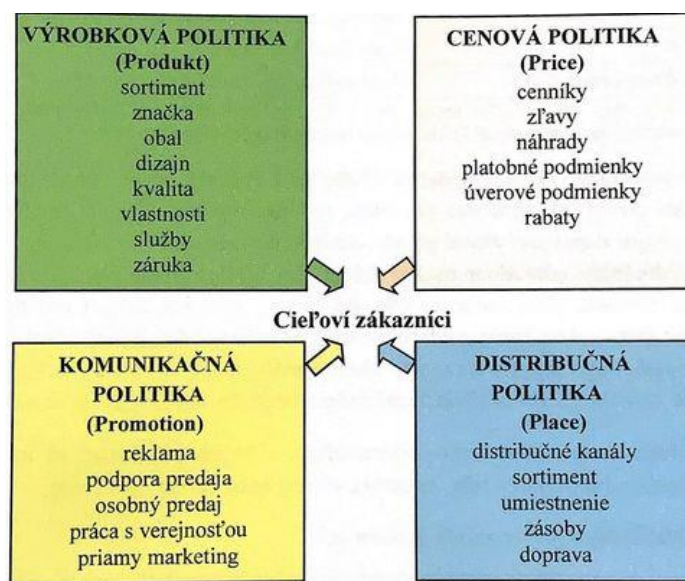 VÝROBKOVÁ POLITIKA
(Produkt)
sortiment
značka
obal
dizajn
kvalita
vlastnosti
služby
záruka
CENOVÁ POLITIKA
(Price)
cenníky
zľavy
náhrady
platobné podmienky
úverové podmienky
rabaty
Cieľoví zákazníci
KOMUNIKAČNÁ
POLITIKA
(Promotion)
reklama
podpora predaja
osobný predaj
práca s verejnosťou
priamy marketing
DISTRIBUČNÁ
POLITIKA
(Place)
distribučné kanály
sortiment
umiestnenie
zásoby
doprava